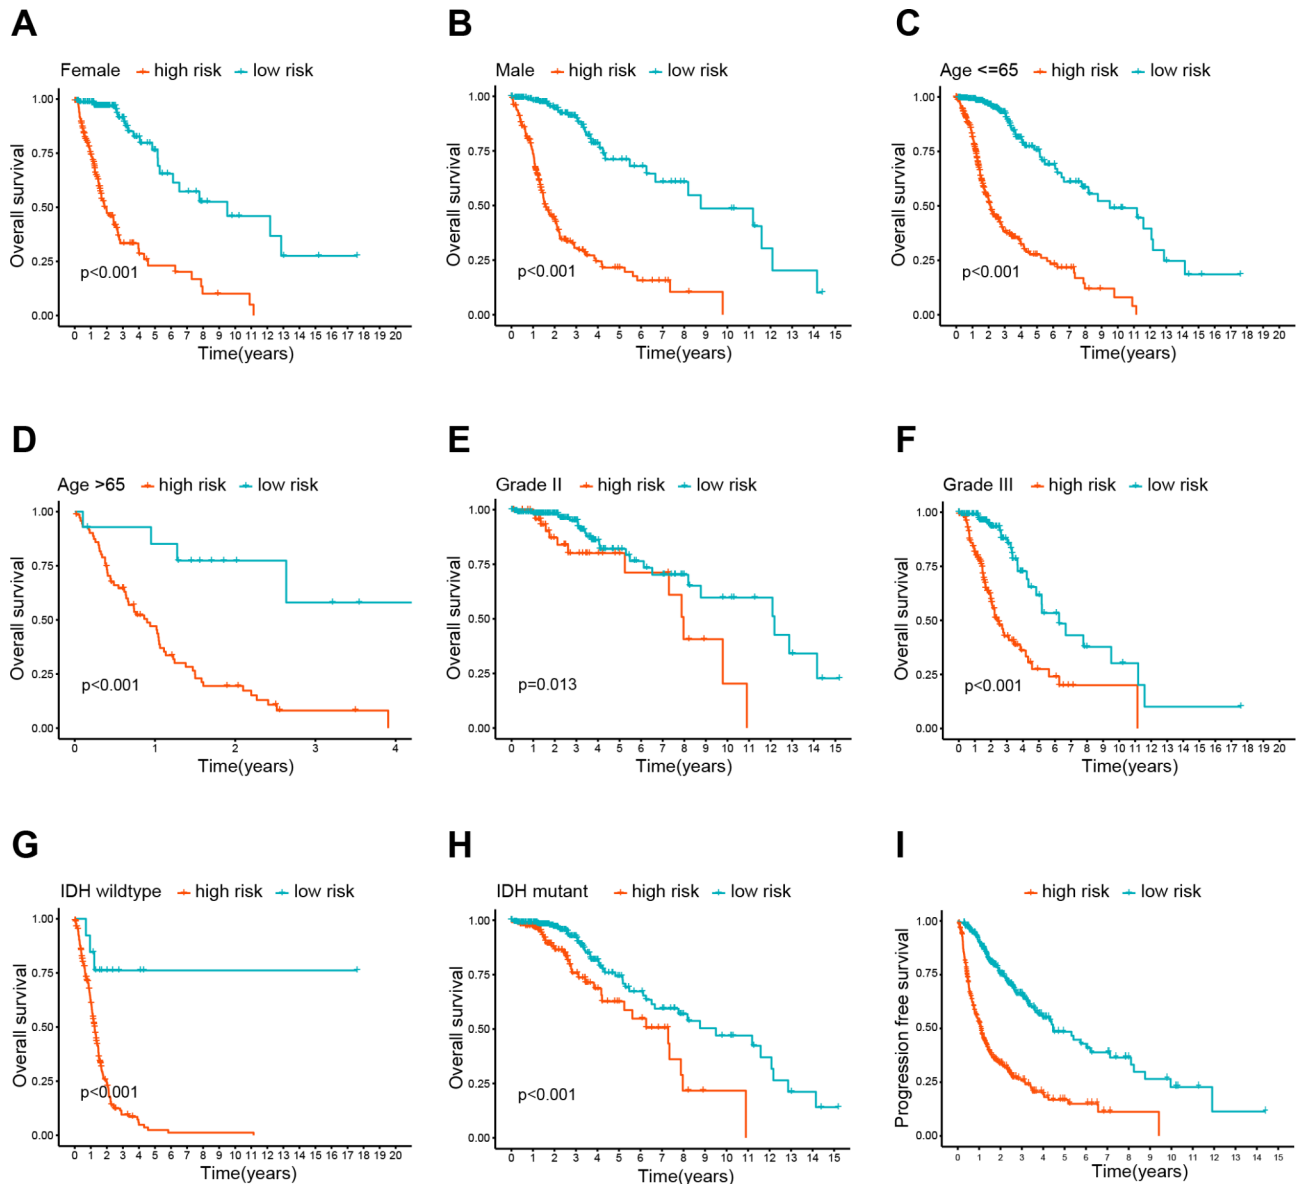 A
Female high risk low risk
Overall survival
1.00
0.75
0.50
0.25
0.00
p<0.001
0 1 2 3 4 5 6 7 8 9 10 11 12 13 14 15 16 17 18 19 20
Time(years)
B
Male high risk low risk
Overall survival
1.00
0.75
0.50
0.25
0.00
p<0.001
0 1 2 3 4 5 6 7 8 9 10 11 12 13 14 15
Time(years)
C
Age <=65 high risk low risk
Overall survival
1.00
0.75
0.50
0.25
0.00
p<0.001
0 1 2 3 4 5 6 7 8 9 10 11 12 13 14 15 16 17 18 19 20
Time(years)
D
Age >65 high risk low risk
Overall survival
1.00
0.75
0.50
0.25
0.00
p<0.001
0 1 2 3 4
Time(years)
E
Grade II high risk low risk
Overall survival
1.00
0.75
0.50
0.25
0.00
p=0.013
0 1 2 3 4 5 6 7 8 9 10 11 12 13 14 15
Time(years)
F
Grade III high risk low risk
Overall survival
1.00
0.75
0.50
0.25
0.00
p<0.001
0 1 2 3 4 5 6 7 8 9 10 11 12 13 14 15 16 17 18 19 20
Time(years)
G
IDH wildtype high risk low risk
Overall survival
1.00
0.75
0.50
0.25
0.00
p<0.001
0 1 2 3 4 5 6 7 8 9 10 11 12 13 14 15 16 17 18 19 20
Time(years)
H
IDH mutant high risk low risk
Overall survival
1.00
0.75
0.50
0.25
0.00
p<0.001
0 1 2 3 4 5 6 7 8 9 10 11 12 13 14 15
Time(years)
I
high risk low risk
Progression free survival
1.00
0.75
0.50
0.25
0.00
0 1 2 3 4 5 6 7 8 9 10 11 12 13 14 15
Time(years)